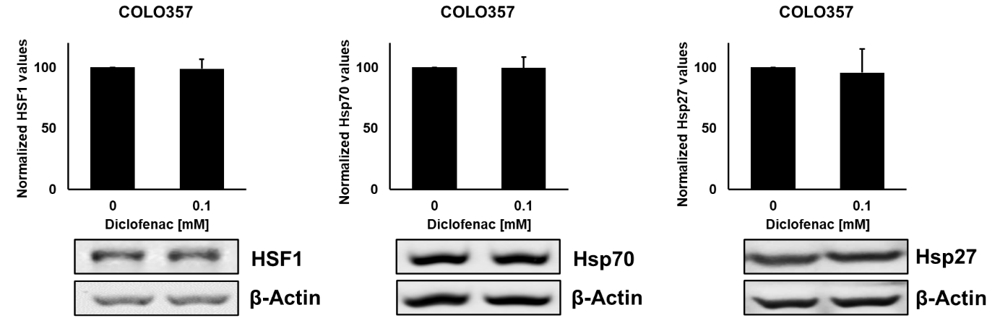 COLO357
Normalized HSF1 values
100
50
0
0 0.1
Diclofenac [mM]
HSF1
β-Actin
COLO357
Normalized Hsp70 values
100
50
0
0 0.1
Diclofenac [mM]
Hsp70
β-Actin
COLO357
Normalized Hsp27 values
100
50
0
0 0.1
Diclofenac [mM]
Hsp27
β-Actin